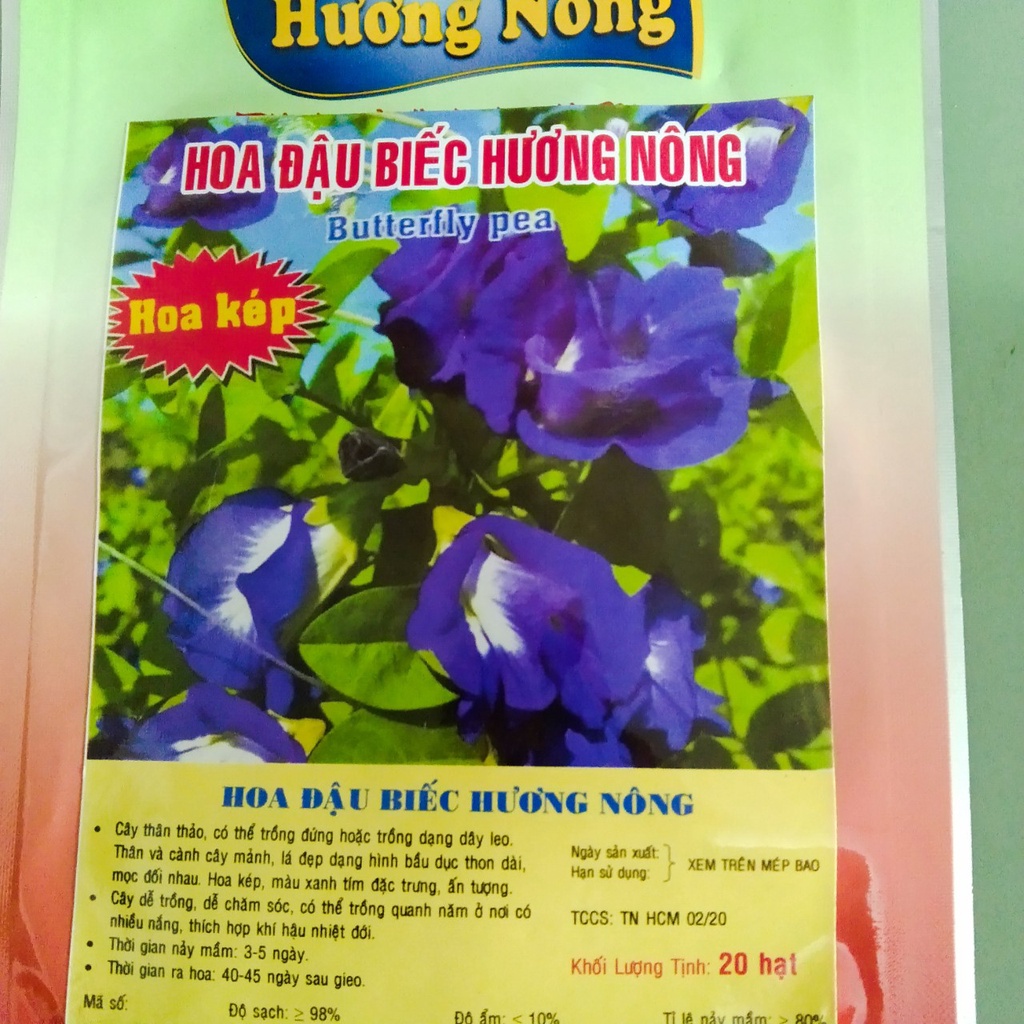 Hương Nông
HOA ĐẬU BIẾC HƯƠNG NÔNG
Butterfly pea
Hoa kép
HOA ĐẬU BIẾC HƯƠNG NÔNG
• Cây thân thảo, có thể trồng đứng hoặc trồng dạng dây leo.
Thân và cành cây mảnh, lá đẹp dạng hình bầu dục thon dài,
mọc đối nhau. Hoa kép, màu xanh tím đặc trưng, ấn tượng.
• Cây dễ trồng, dễ chăm sóc, có thể trồng quanh năm ở nơi có
nhiều nắng, thích hợp khí hậu nhiệt đới.
• Thời gian nảy mầm: 3-5 ngày.
• Thời gian ra hoa: 40-45 ngày sau gieo.
Ngày sản xuất:
Hạn sử dụng:
XEM TRÊN MÉP BAO
TCCS: TN HCM 02/20
Khối Lượng Tịnh: 20 hạt
Mã số:
Độ sạch: ≥ 98%
Độ ẩm: ≤ 10%
Tỉ lệ nảy mầm: ≥ 80%